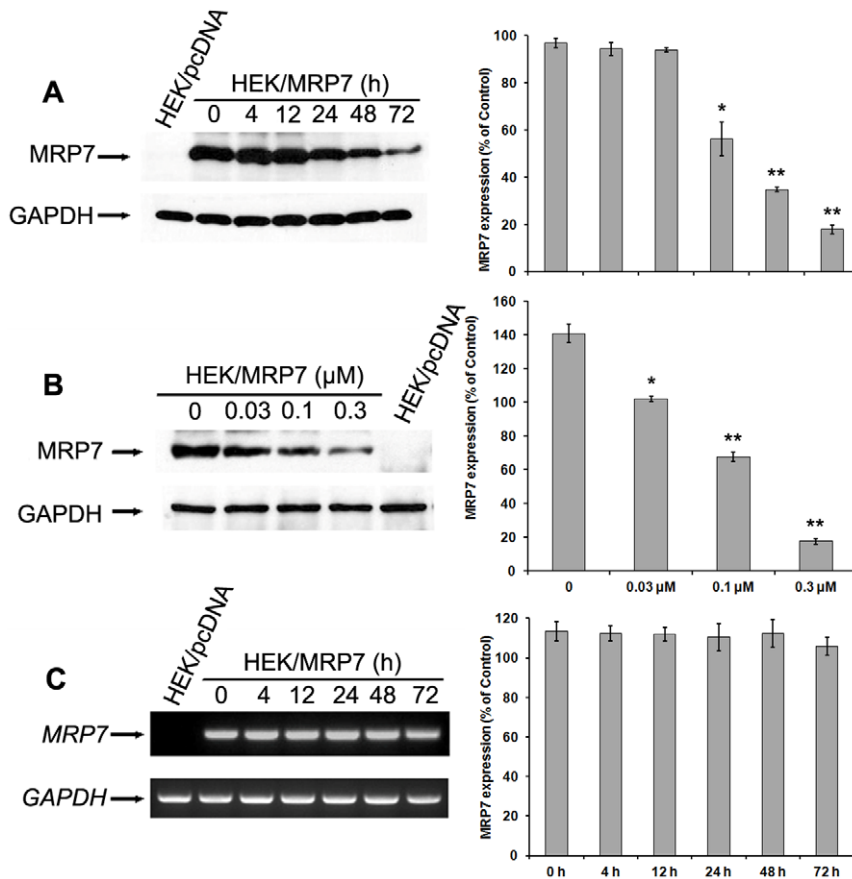 A
HEK/pcDNA
HEK/MRP7 (h)
0 4 12 24 48 72
MRP7
GAPDH
MRP7 expression (% of Control)
120
100
80
60
40
20
0
*
**
**
B
HEK/MRP7 (µM)
HEK/pcDNA
0 0.03 0.1 0.3
MRP7
GAPDH
MRP7 expression (% of Control)
160
140
120
100
80
60
40
20
0
*
**
**
0 0.03 µM 0.1 µM 0.3 µM
C
HEK/pcDNA
HEK/MRP7 (h)
0 4 12 24 48 72
MRP7
GAPDH
MRP7 expression (% of Control)
120
100
80
60
40
20
0
0 h 4 h 12 h 24 h 48 h 72 h